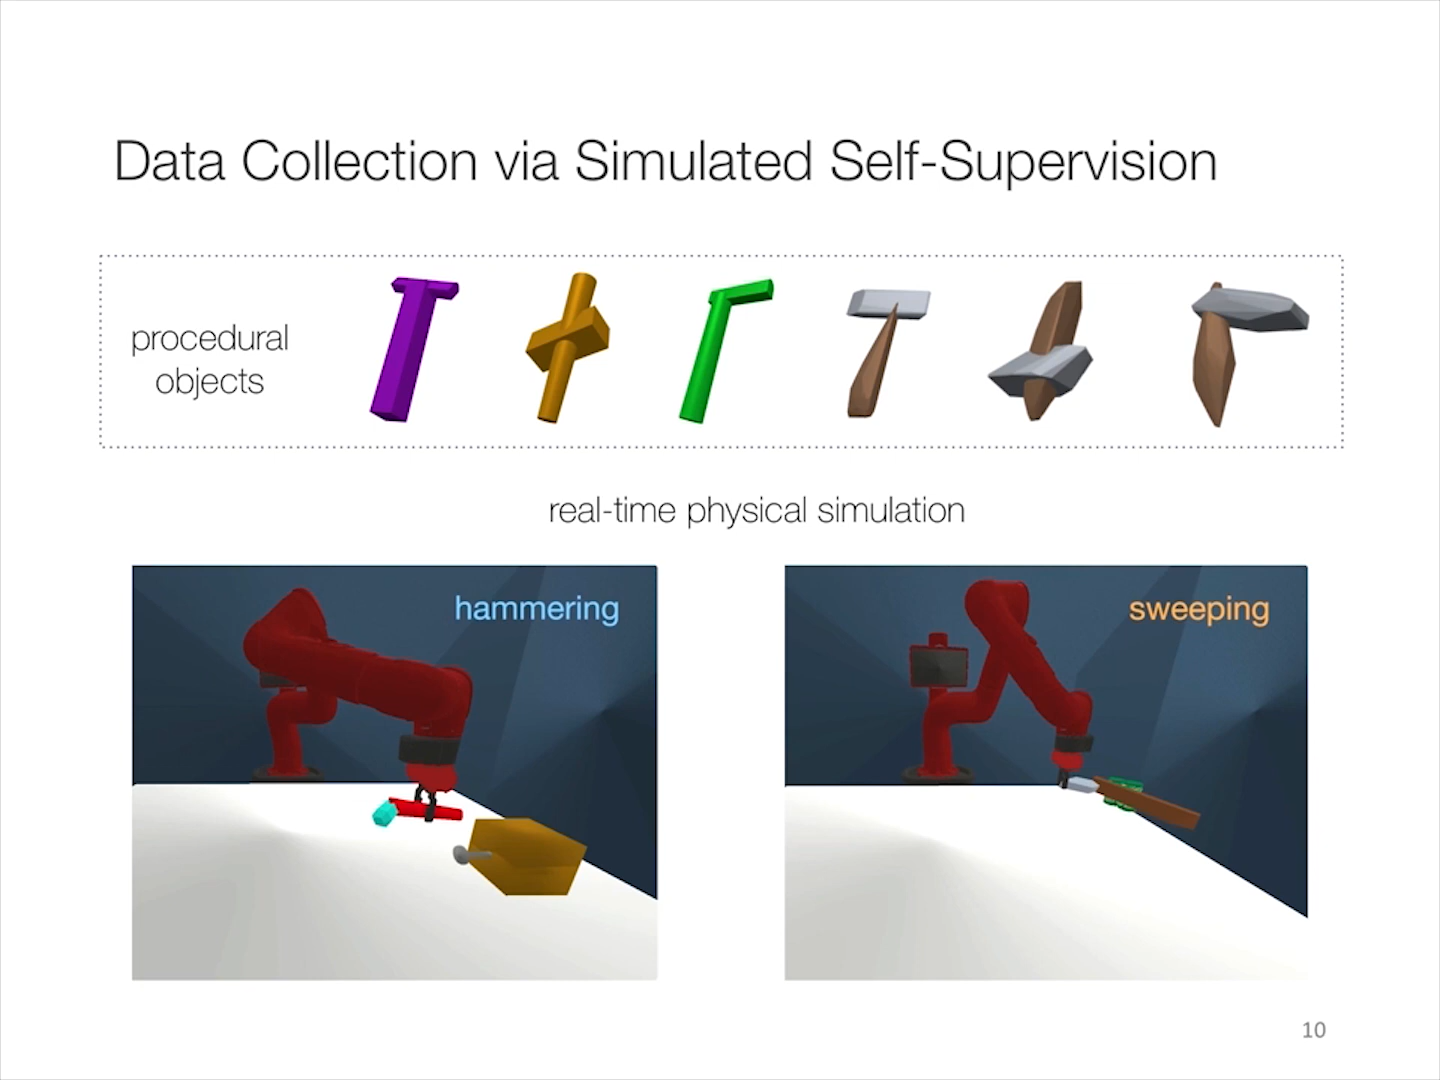 Data Collection via Simulated Self-Supervision
procedural
objects
real-time physical simulation
hammering
sweeping
10